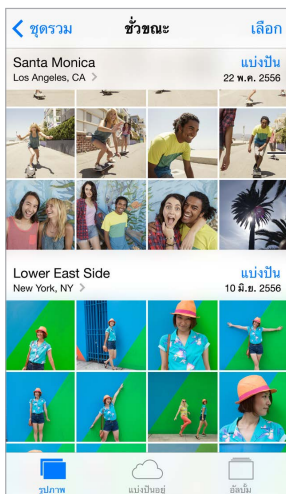 ชุดรวม ชั่วขณะ เลือก
Santa Monica แบ่งปัน
Los Angeles, CA > 22 พ.ค. 2556
Lower East Side แบ่งปัน
New York, NY > 10 มิ.ย. 2556
รูปภาพ แบ่งปันอยู่ อัลบั้ม